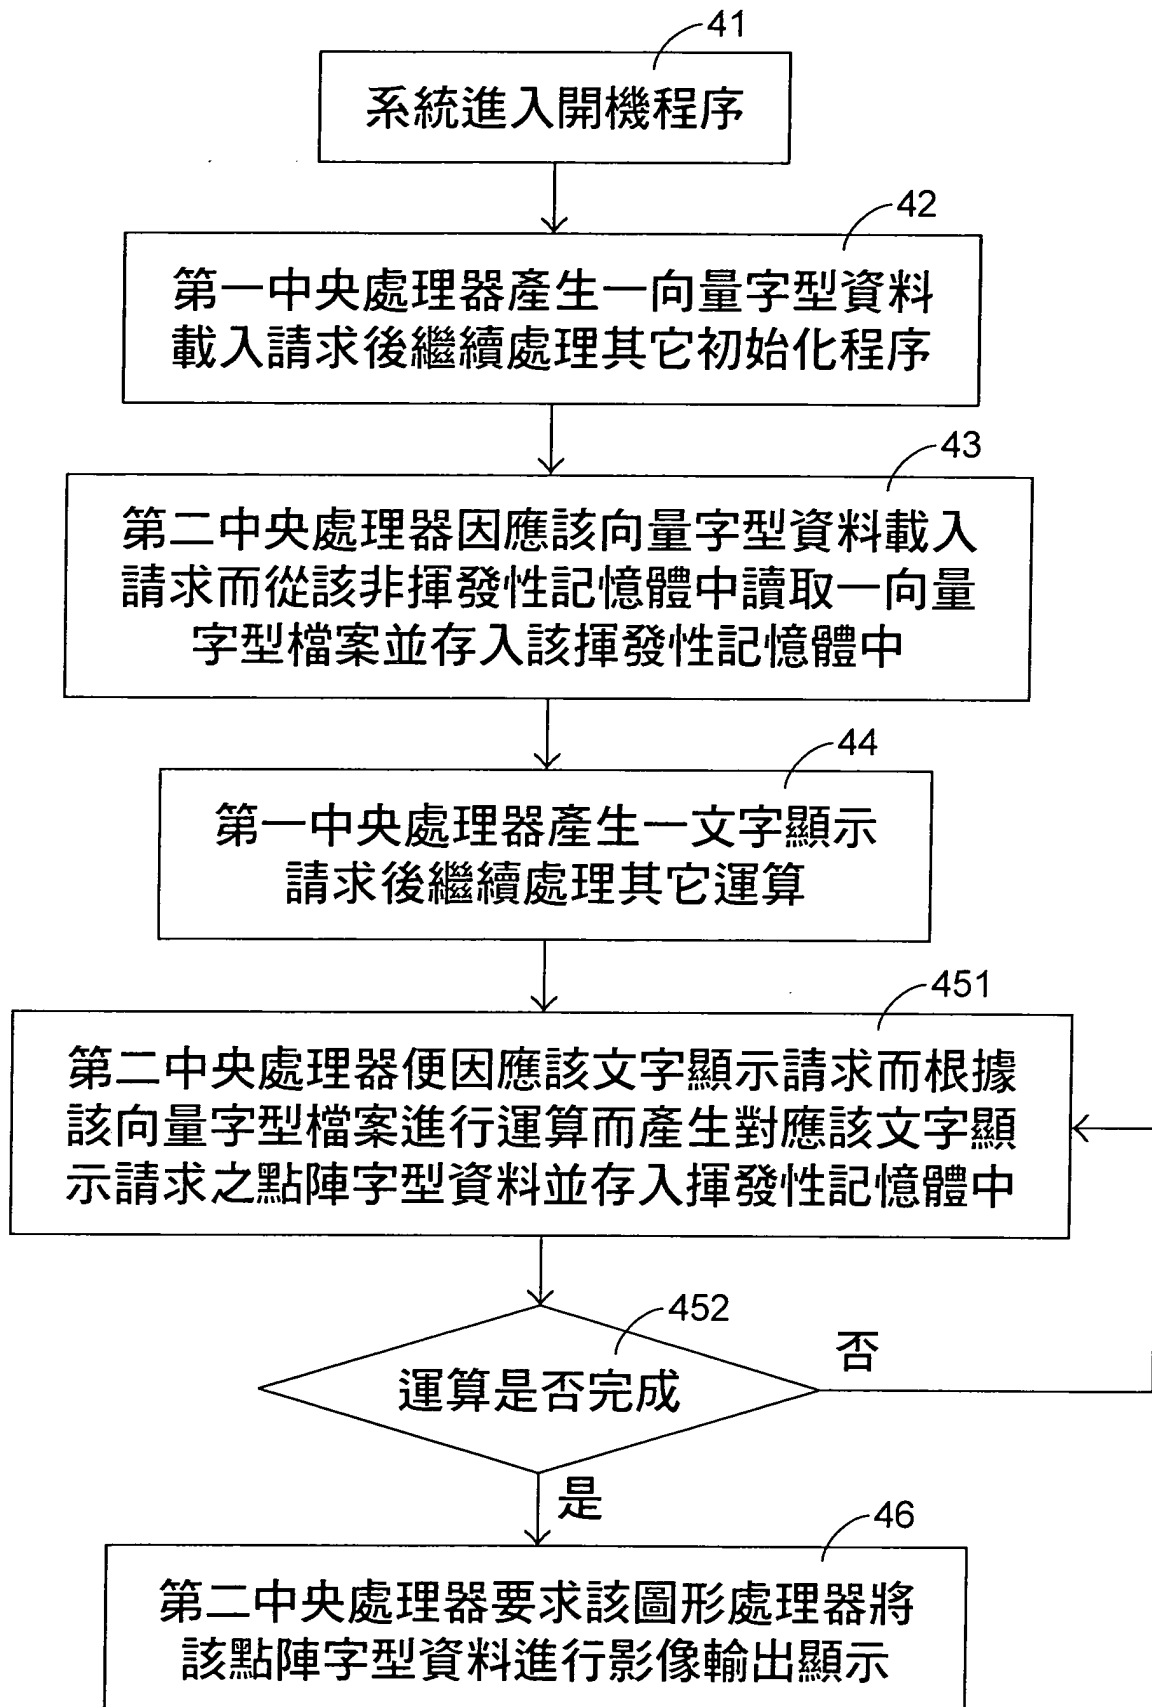 41
系統進入開機程序
42
第一中央處理器產生一向量字型資料
載入請求後繼續處理其它初始化程序
43
第二中央處理器因應該向量字型資料載入
請求而從該非揮發性記憶體中讀取一向量
字型檔案並存入該揮發性記憶體中
44
第一中央處理器產生一文字顯示
請求後繼續處理其它運算
451
第二中央處理器便因應該文字顯示請求而根據
該向量字型檔案進行運算而產生對應該文字顯
示請求之點陣字型資料並存入揮發性記憶體中
452
運算是否完成
否
是
46
第二中央處理器要求該圖形處理器將
該點陣字型資料進行影像輸出顯示